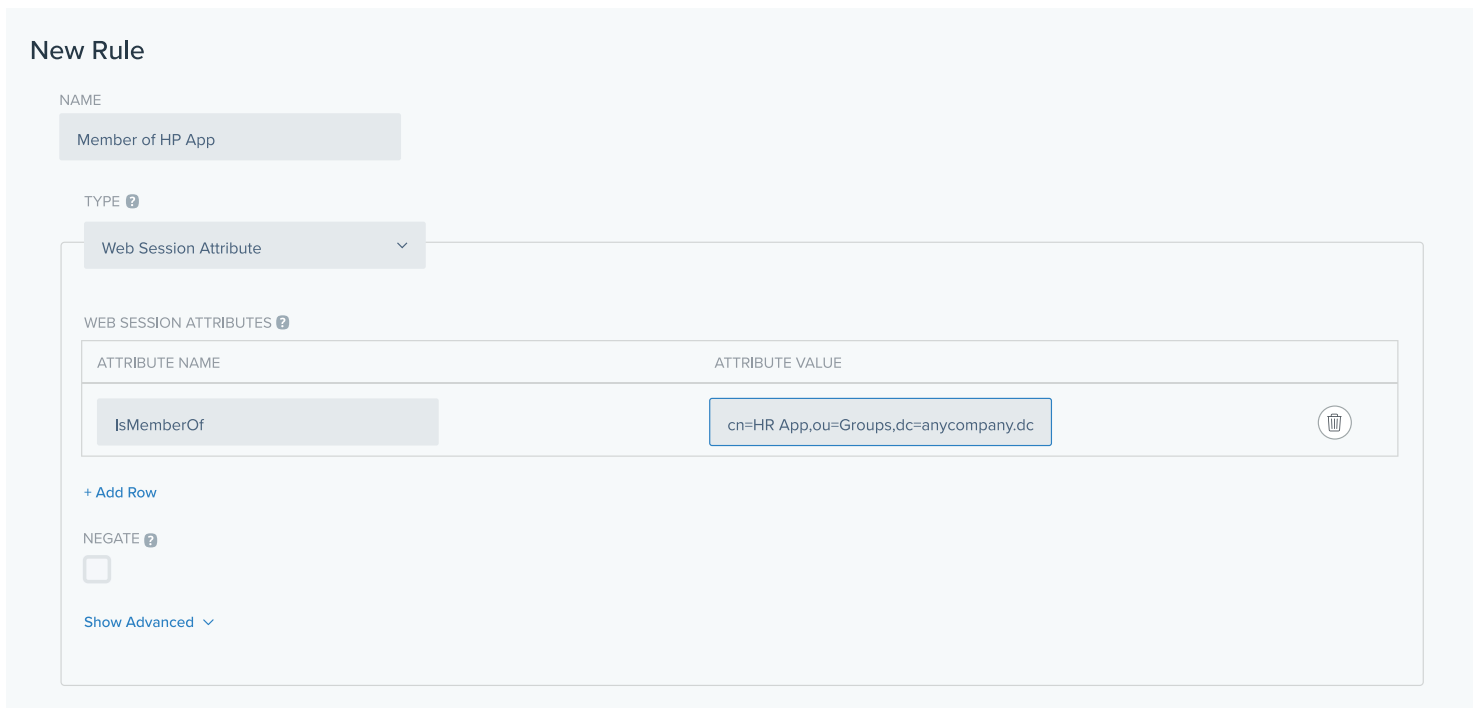 New Rule
NAME
Member of HP App
TYPE ?
Web Session Attribute
WEB SESSION ATTRIBUTES ?
ATTRIBUTE NAME ATTRIBUTE VALUE
IsMemberOf cn=HR App,ou=Groups,dc=anycompany.dc
+ Add Row
NEGATE ?
Show Advanced